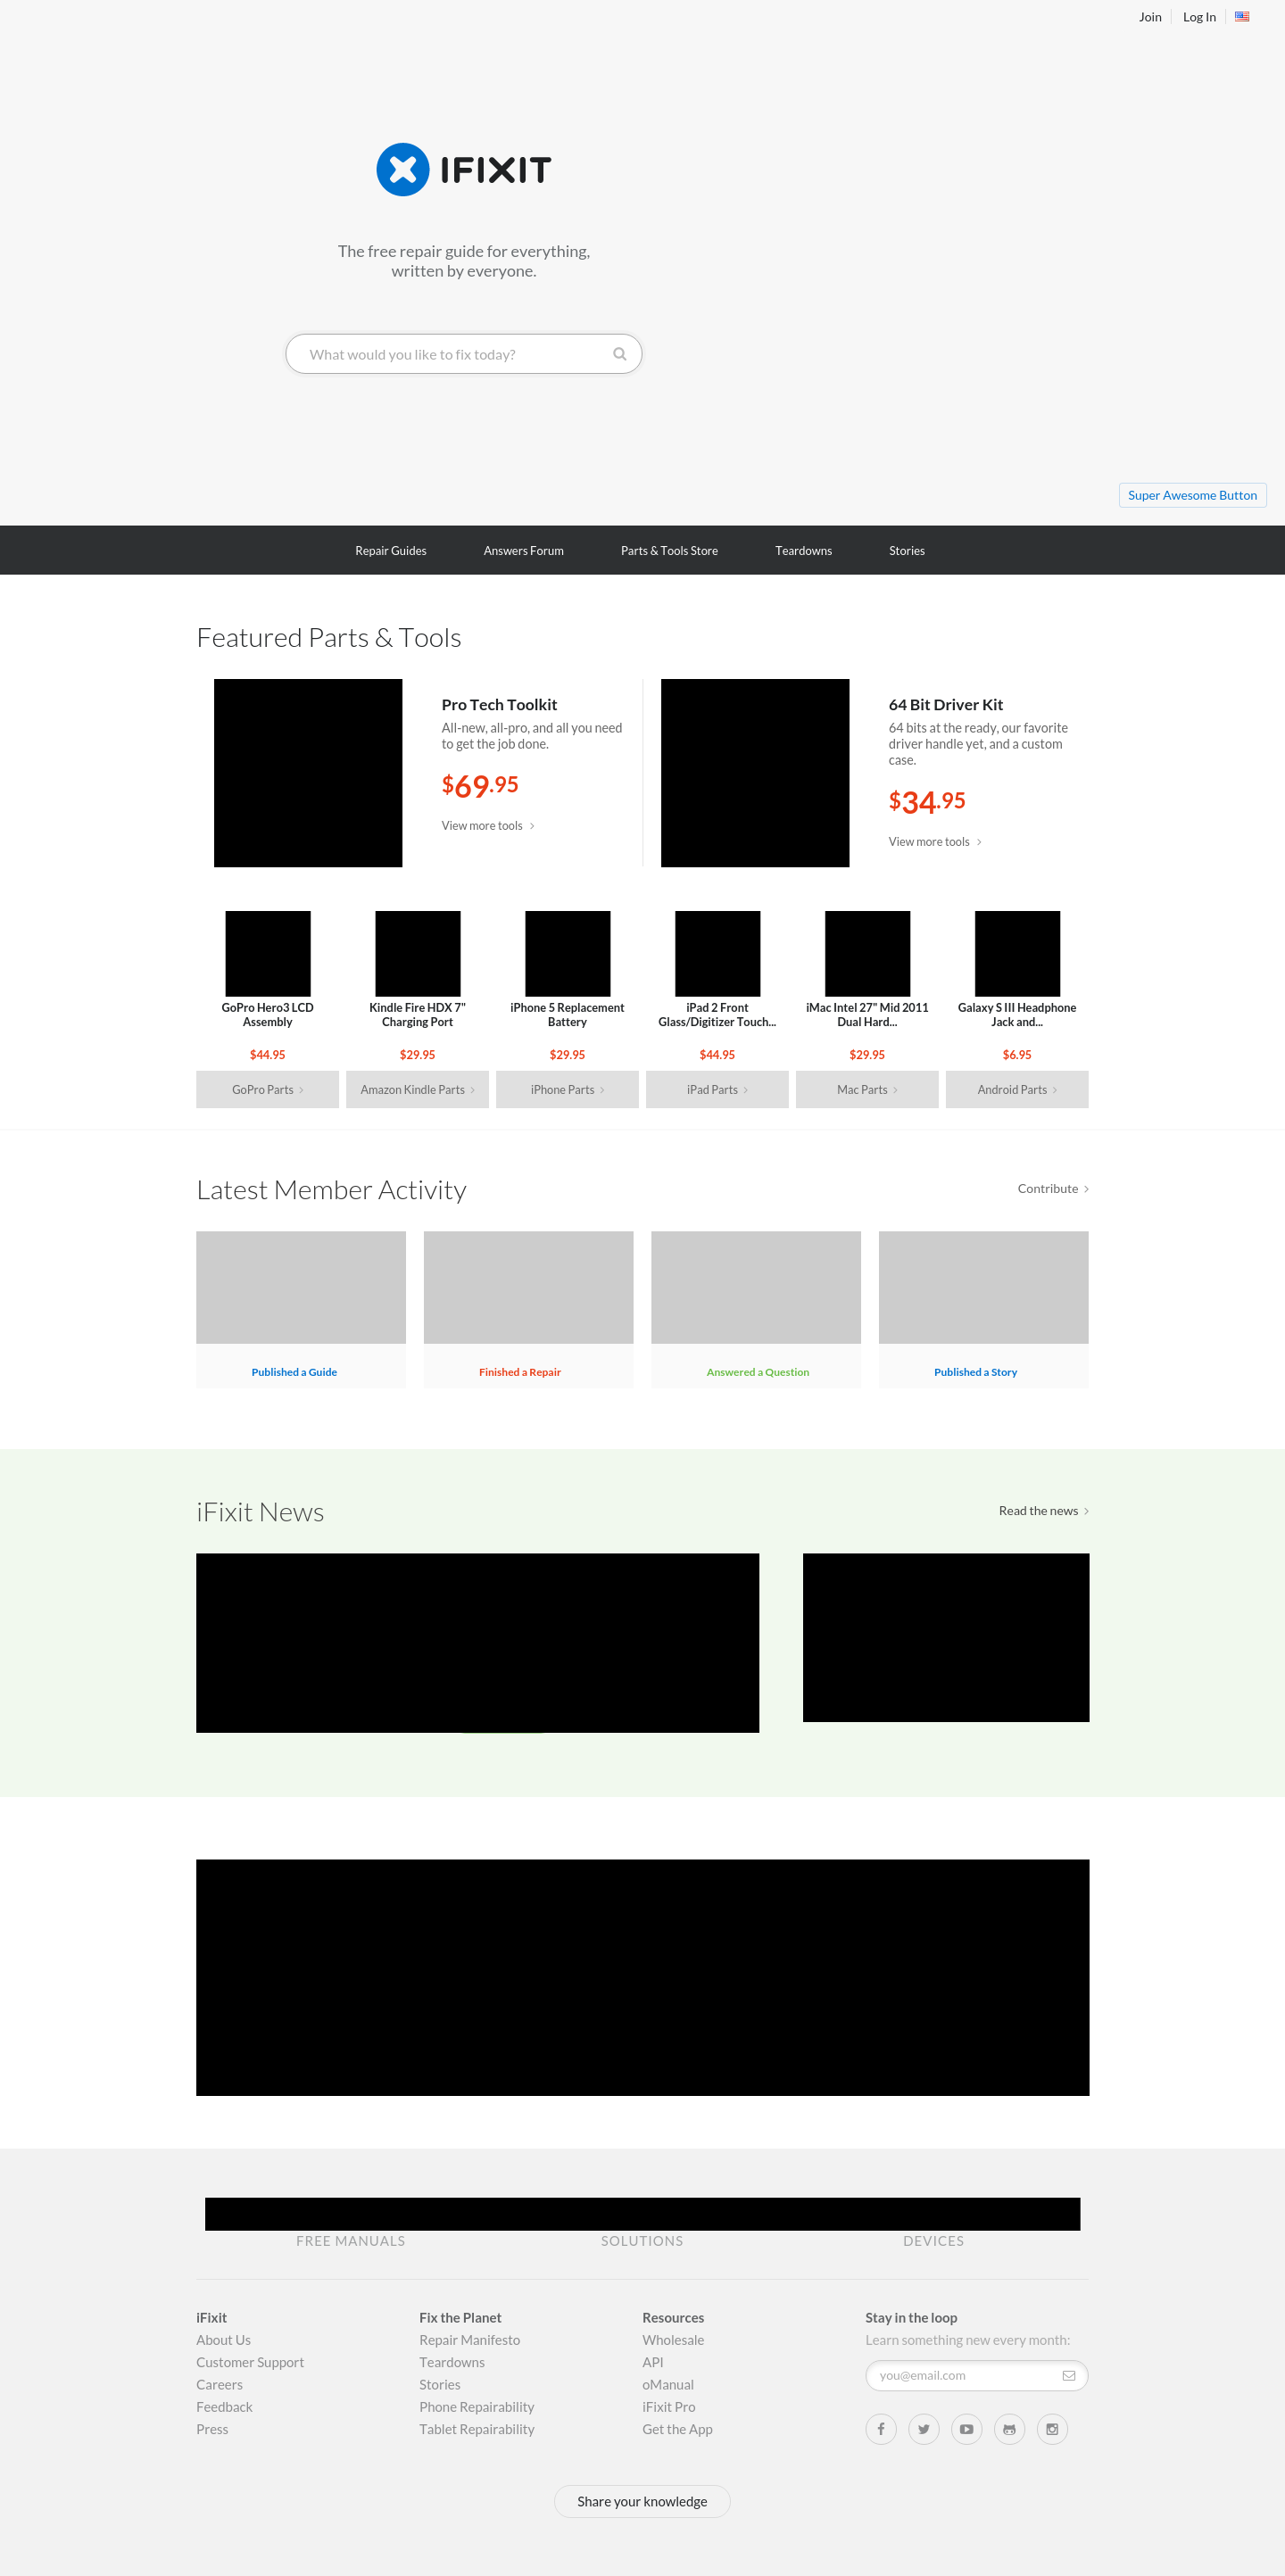 Join
Log In
IFIXIT
The free repair guide for everything,
written by everyone.
What would you like to fix today?
Super Awesome Button
Repair Guides
Answers Forum
Parts & Tools Store
Teardowns
Stories
Featured Parts & Tools
Pro Tech Toolkit
All-new, all-pro, and all you need
to get the job done.
$69.95
View more tools
64 Bit Driver Kit
64 bits at the ready, our favorite
driver handle yet, and a custom
case.
$34.95
View more tools
GoPro Hero3 LCD
Assembly
$44.95
GoPro Parts
Kindle Fire HDX 7"
Charging Port
$29.95
Amazon Kindle Parts
iPhone 5 Replacement
Battery
$29.95
iPhone Parts
iPad 2 Front
Glass/Digitizer Touch...
$44.95
iPad Parts
iMac Intel 27" Mid 2011
Dual Hard...
$29.95
Mac Parts
Galaxy S III Headphone
Jack and...
$6.95
Android Parts
Latest Member Activity
Contribute
Published a Guide
Finished a Repair
Answered a Question
Published a Story
iFixit News
Read the news
FREE MANUALS
SOLUTIONS
DEVICES
iFixit
About Us
Customer Support
Careers
Feedback
Press
Fix the Planet
Repair Manifesto
Teardowns
Stories
Phone Repairability
Tablet Repairability
Resources
Wholesale
API
oManual
iFixit Pro
Get the App
Stay in the loop
Learn something new every month:
you@email.com
Share your knowledge